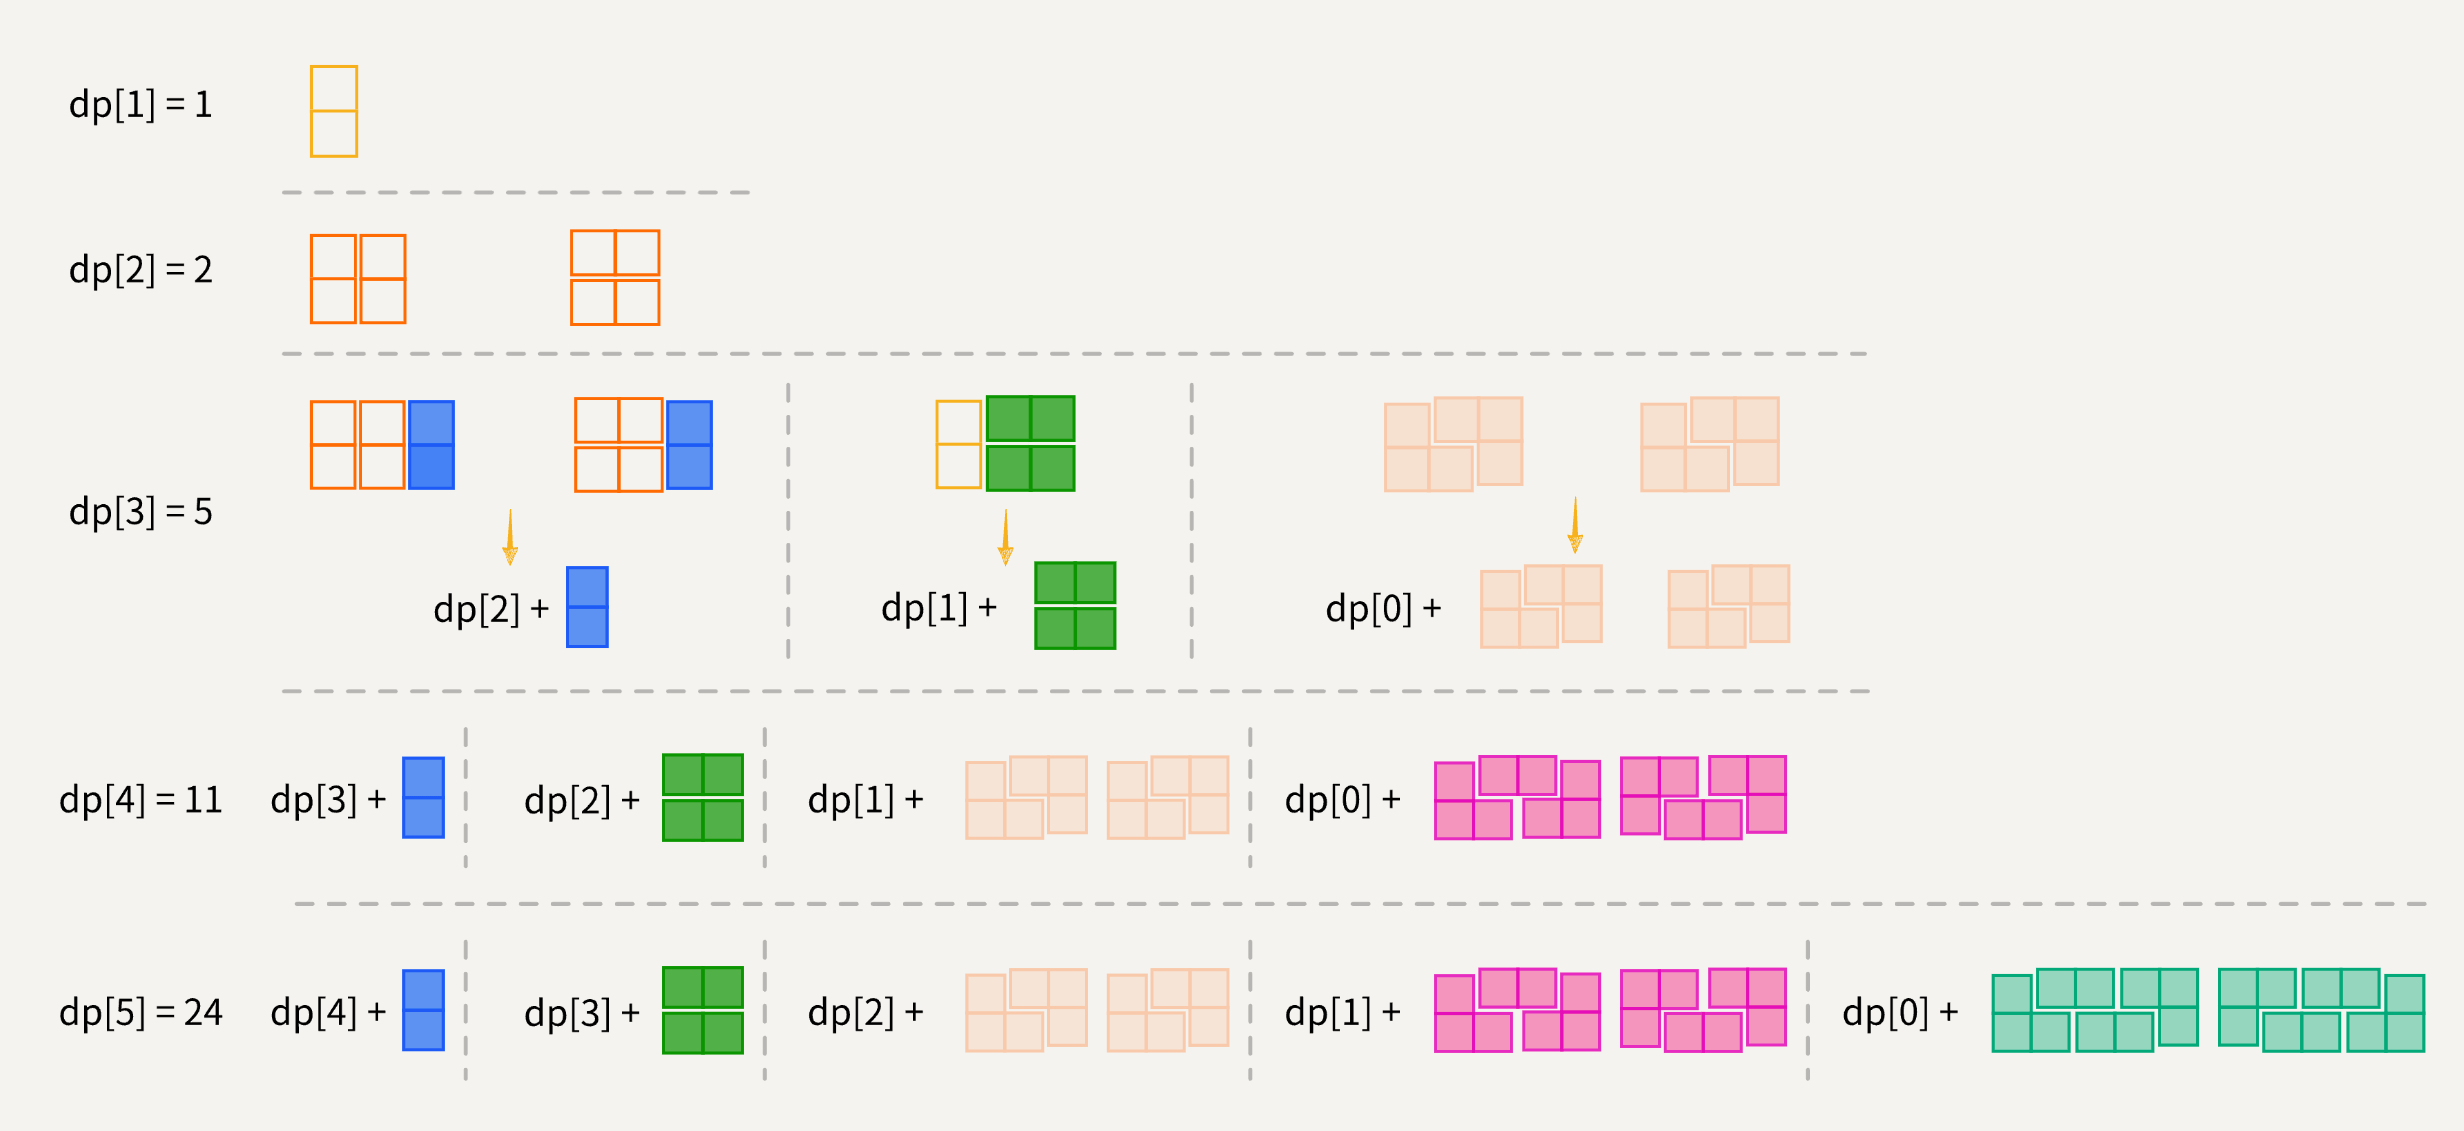 dp[1] = 1
dp[2] = 2
dp[3] = 5
dp[2] +
dp[1] +
dp[0] +
dp[4] = 11 dp[3] + dp[2] + dp[1] + dp[0] +
dp[5] = 24 dp[4] + dp[3] + dp[2] + dp[1] + dp[0] +